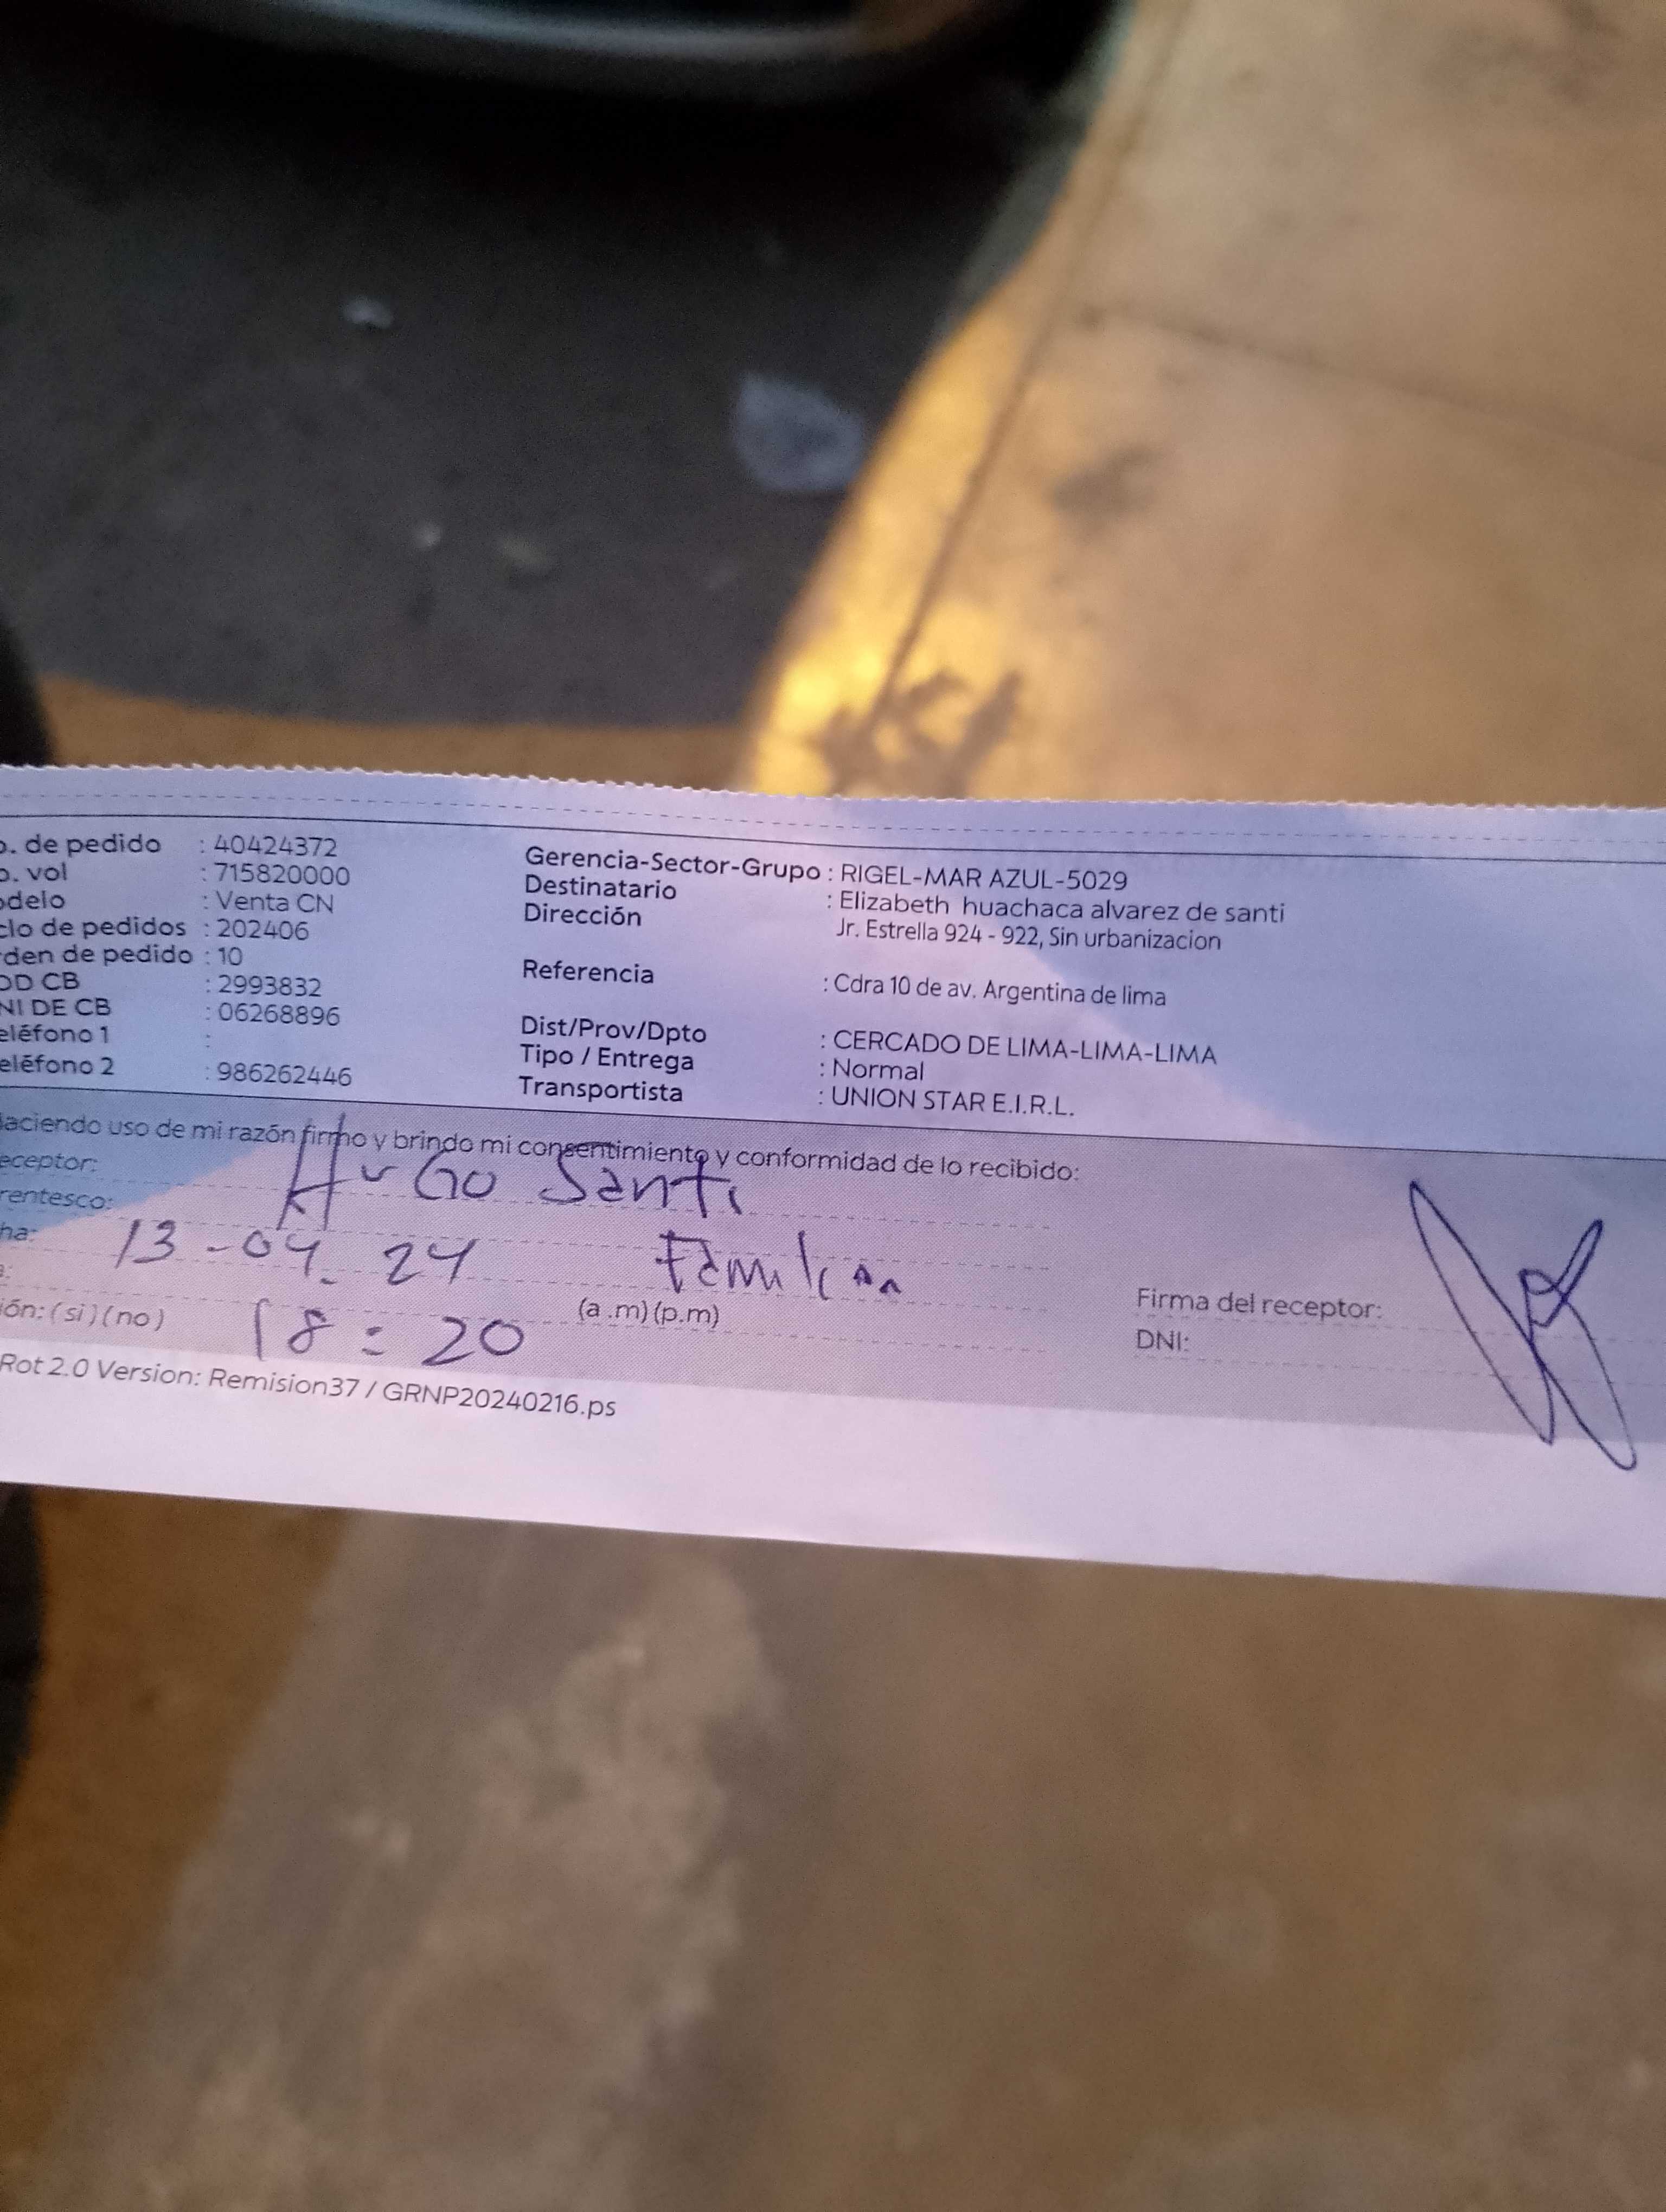 o. de pedido : 40424372
o. vol : 715820000
odelo : Venta CN
clo de pedidos : 202406
rden de pedido : 10
OD CB : 2993832
NI DE CB : 06268896
eléfono 1 :
eléfono 2 : 986262446
Gerencia-Sector-Grupo : RIGEL-MAR AZUL-5029
Destinatario : Elizabeth huachaca alvarez de santi
Dirección Jr. Estrella 924 - 922, Sin urbanizacion
Referencia : Cdra 10 de av. Argentina de lima
Dist/Prov/Dpto : CERCADO DE LIMA-LIMA-LIMA
Tipo / Entrega : Normal
Transportista : UNION STAR E.I.R.L.
Haciendo uso de mi razón firmo y brindo mi consentimiento y conformidad de lo recibido:
eceptor: HuGo Santi
rentesco:
ha: 13-04.24 Familian
a:
ión: (si) (no) 18:20 (a.m) (p.m)
Firma del receptor:
DNI:
Rot 2.0 Version: Remision37 / GRNP20240216.ps